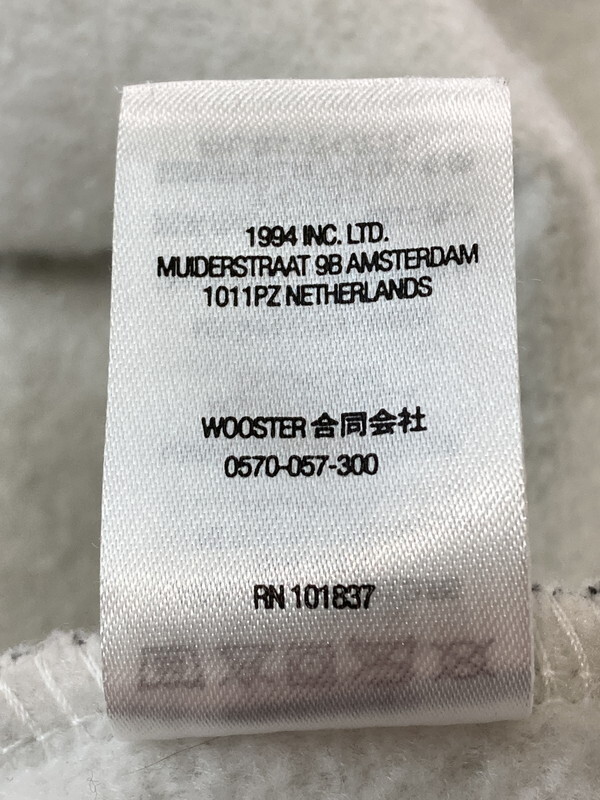 1994 INC. LTD.
MUIDERSTRAAT 9B AMSTERDAM
1011PZ NETHERLANDS
WOOSTER 合同会社
0570-057-300
RN 101837